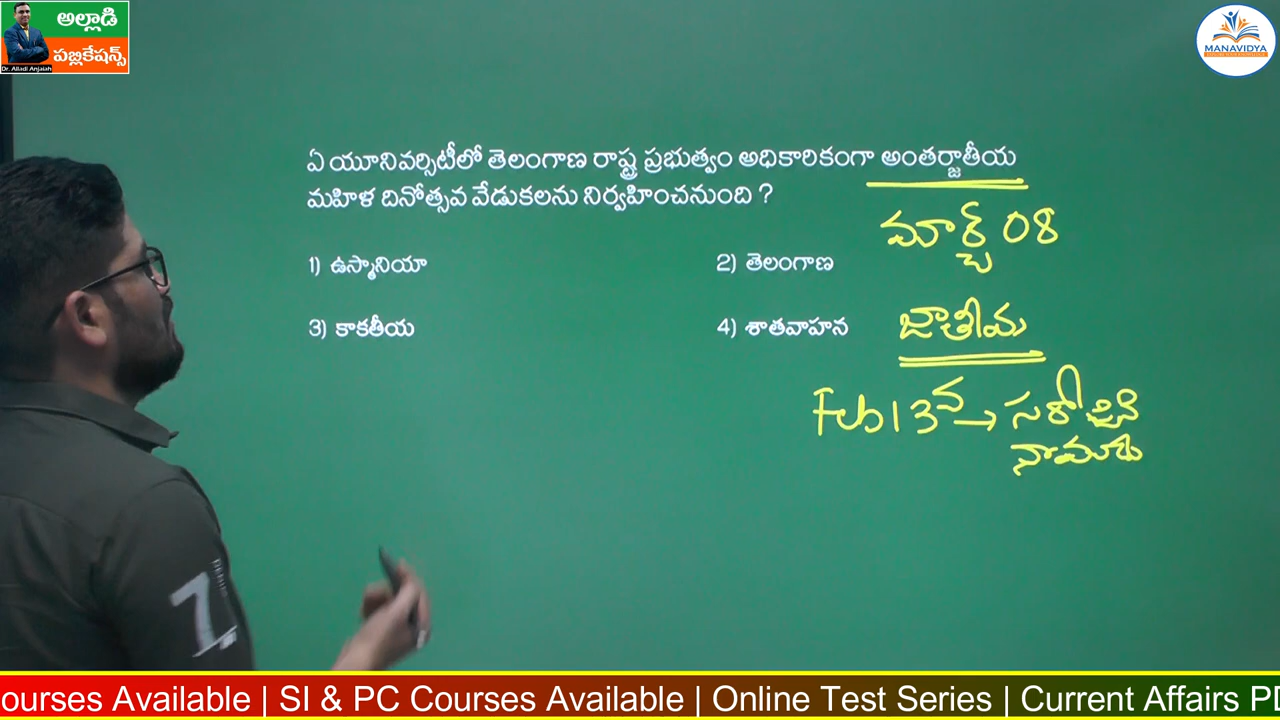 అల్లాడి
పబ్లికేషన్స్
Dr. Alladi Anjaiah
MANAVIDYA
ఏ యూనివర్సిటీలో తెలంగాణ రాష్ట్ర ప్రభుత్వం అధికారికంగా అంతర్జాతీయ
మహిళ దినోత్సవ వేడుకలను నిర్వహించనుంది ?
మార్చ్ 08
1) ఉస్మానియా
2) తెలంగాణ
3) కాకతీయ
4) శాతవాహన
జాతీయ
Feb 13న → సరోజిని
నాయుడు
7
ourses Available | SI & PC Courses Available | Online Test Series | Current Affairs PD